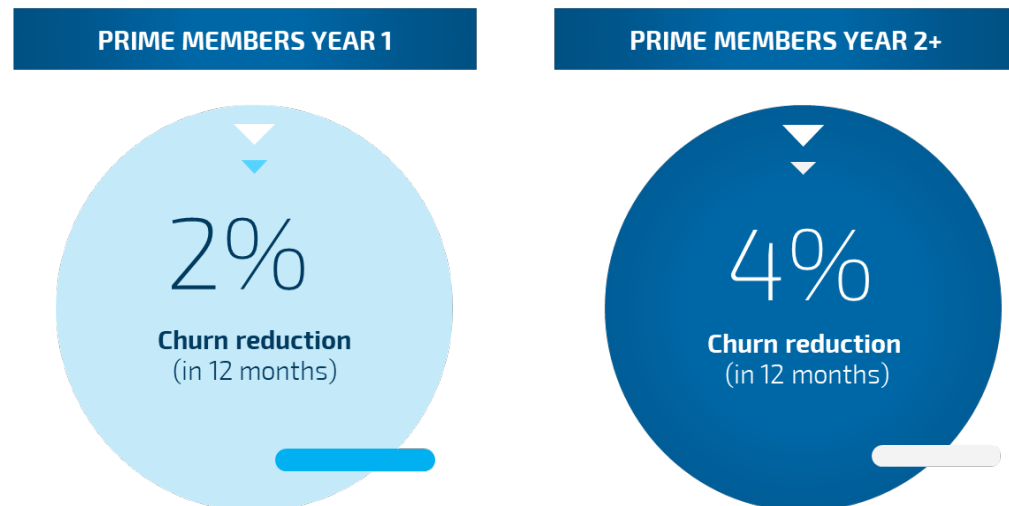 PRIME MEMBERS YEAR 1
2%
Churn reduction
(in 12 months)
PRIME MEMBERS YEAR 2+
4%
Churn reduction
(in 12 months)